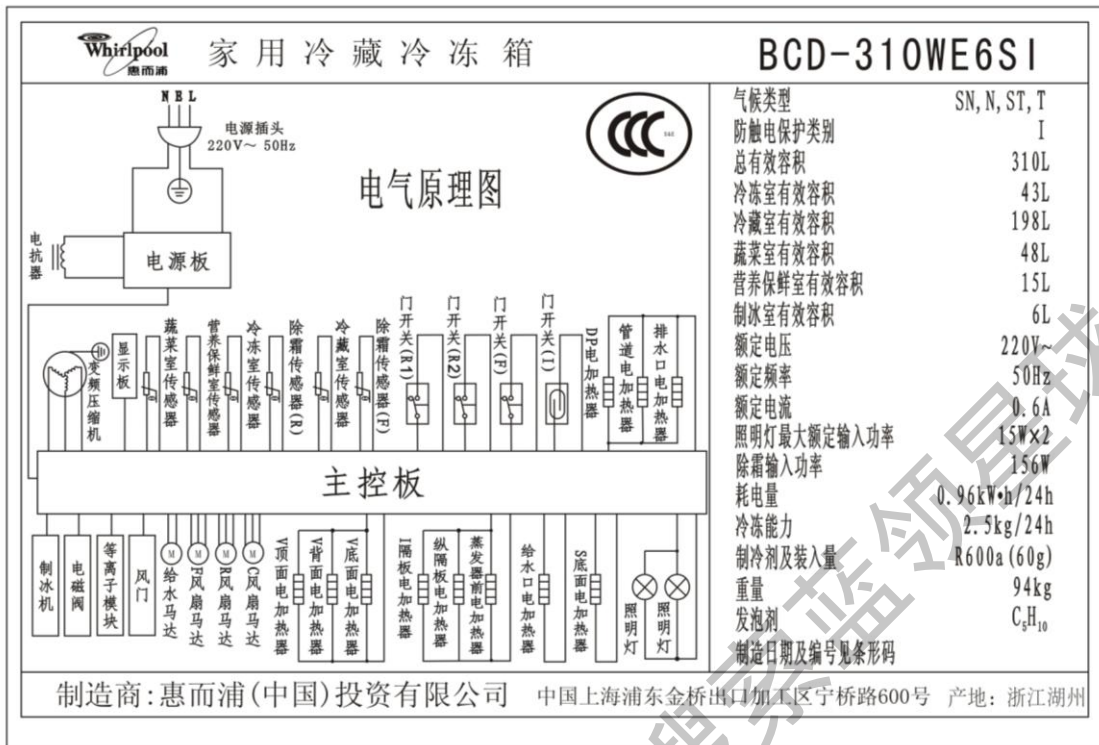 Whirlpool
惠而浦
家用冷藏冷冻箱
BCD-310WE6SI
N E L
电源插头
220V～ 50Hz
电气原理图
CCC
S&E
电抗器
电源板
变频压缩机
显示板
蔬菜室传感器
营养保鲜室传感器
冷冻室传感器
除霜传感器(R)
冷藏室传感器
除霜传感器(F)
门开关(R1)
门开关(R2)
门开关(F)
门开关(I)
DP电加热器
管道电加热器
排水口电加热器
主控板
制冰机
电磁阀
等离子模块
风门
M
给水马达
M
F风扇马达
M
R风扇马达
M
C风扇马达
V顶面电加热器
V背面电加热器
V底面电加热器
I隔板电加热器
纵隔板电加热器
蒸发器前电加热器
给水口电加热器
S底面电加热器
照明灯
照明灯
气候类型 SN,N,ST,T
防触电保护类别 I
总有效容积 310L
冷冻室有效容积 43L
冷藏室有效容积 198L
蔬菜室有效容积 48L
营养保鲜室有效容积 15L
制冰室有效容积 6L
额定电压 220V~
额定频率 50Hz
额定电流 0.6A
照明灯最大额定输入功率 15W×2
除霜输入功率 156W
耗电量 0.96kW•h/24h
冷冻能力 2.5kg/24h
制冷剂及装入量 R600a(60g)
重量 94kg
发泡剂 C₅H₁₀
制造日期及编号见条形码
制造商:惠而浦(中国)投资有限公司 中国上海浦东金桥出口加工区宁桥路600号 产地: 浙江湖州
搜索蓝领星球